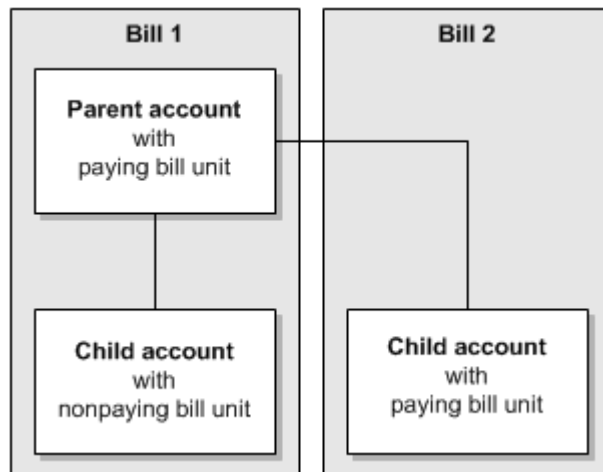 Bill 1
Parent account
with
paying bill unit
Child account
with
nonpaying bill unit
Bill 2
Child account
with
paying bill unit